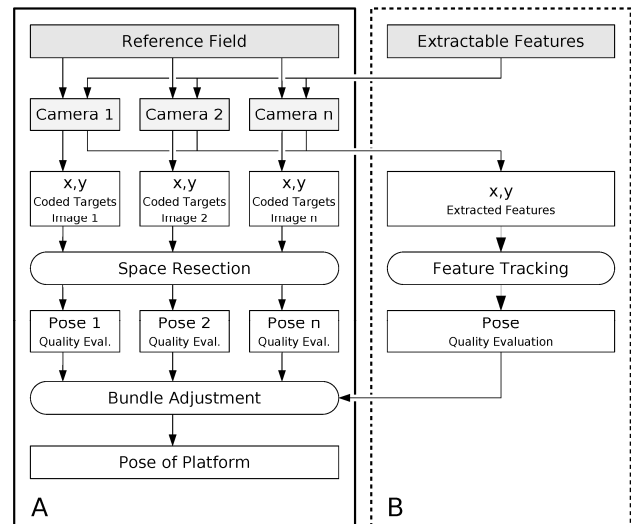 Reference Field
Extractable Features
Camera 1
Camera 2
Camera n
x,y
Coded Targets
Image 1
x,y
Coded Targets
Image 2
x,y
Coded Targets
Image n
x,y
Extracted Features
Space Resection
Feature Tracking
Pose 1
Quality Eval.
Pose 2
Quality Eval.
Pose n
Quality Eval.
Pose
Quality Evaluation
Bundle Adjustment
Pose of Platform
A
B